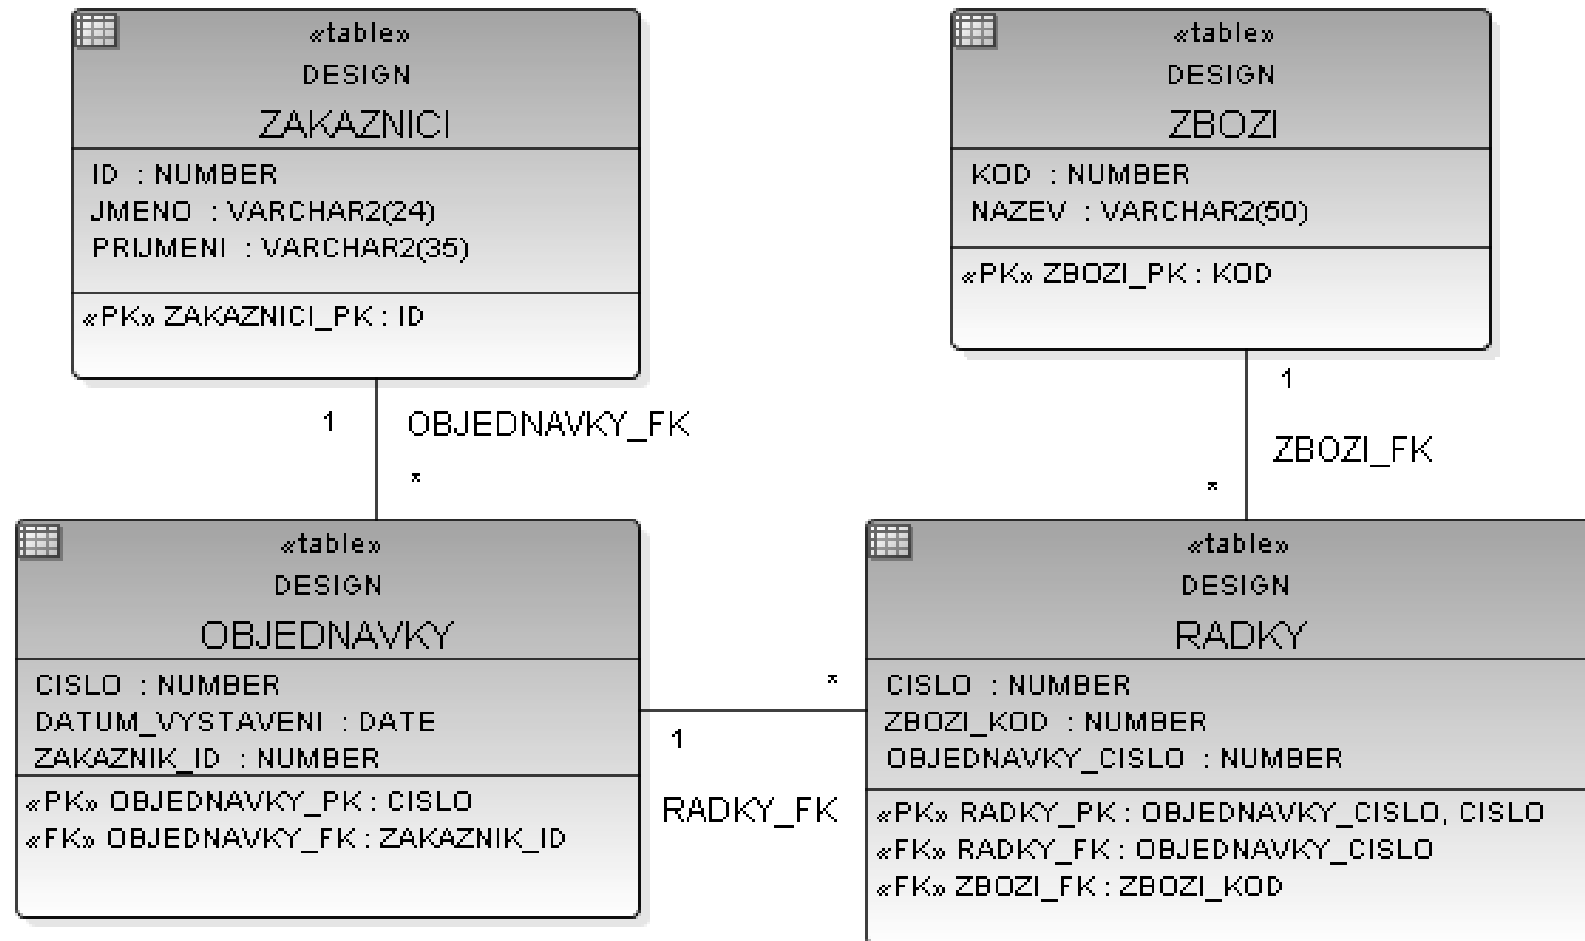 «table»
DESIGN
ZAKAZNICI
ID : NUMBER
JMENO : VARCHAR2(24)
PRIJMENI : VARCHAR2(35)
«PK» ZAKAZNICI_PK : ID
«table»
DESIGN
ZBOZI
KOD : NUMBER
NAZEV : VARCHAR2(50)
«PK» ZBOZI_PK : KOD
1
OBJEDNAVKY_FK
*
1
ZBOZI_FK
*
«table»
DESIGN
OBJEDNAVKY
CISLO : NUMBER
DATUM_VYSTAVENI : DATE
ZAKAZNIK_ID : NUMBER
«PK» OBJEDNAVKY_PK : CISLO
«FK» OBJEDNAVKY_FK : ZAKAZNIK_ID
*
1
RADKY_FK
«table»
DESIGN
RADKY
CISLO : NUMBER
ZBOZI_KOD : NUMBER
OBJEDNAVKY_CISLO : NUMBER
«PK» RADKY_PK : OBJEDNAVKY_CISLO, CISLO
«FK» RADKY_FK : OBJEDNAVKY_CISLO
«FK» ZBOZI_FK : ZBOZI_KOD